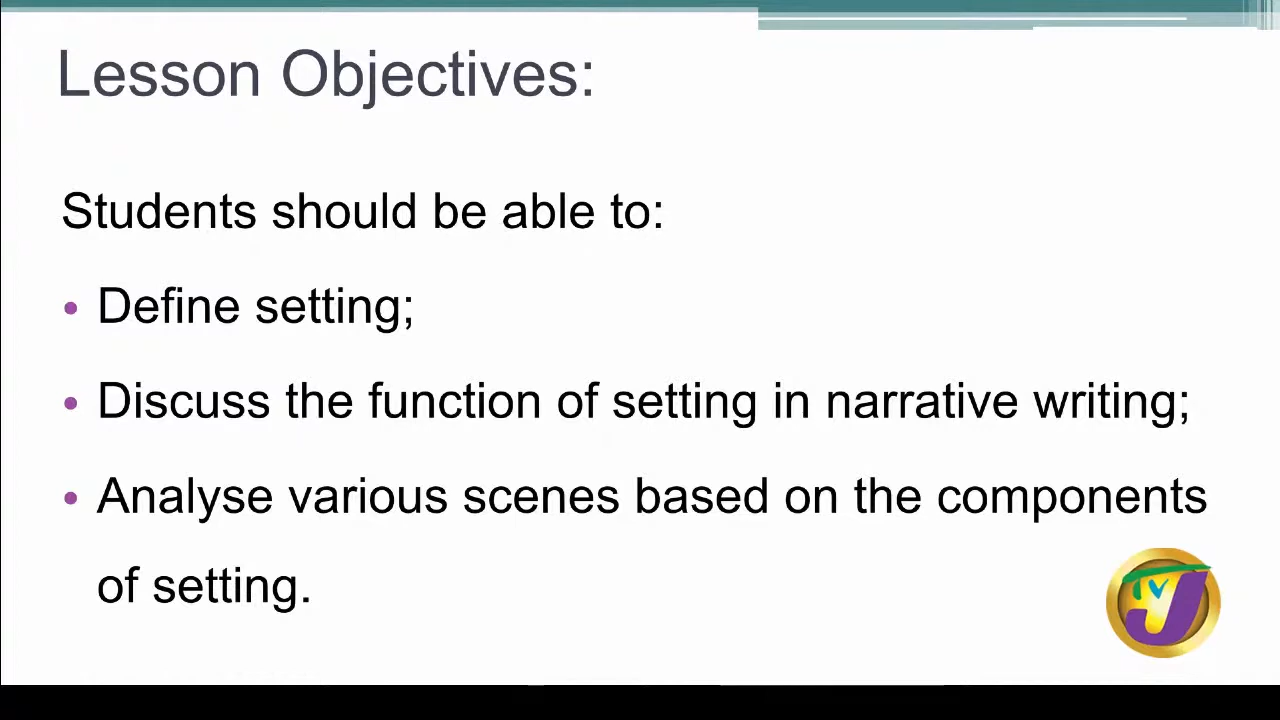 Lesson Objectives:
Students should be able to:
• Define setting;
• Discuss the function of setting in narrative writing;
• Analyse various scenes based on the components
of setting.
TVJ